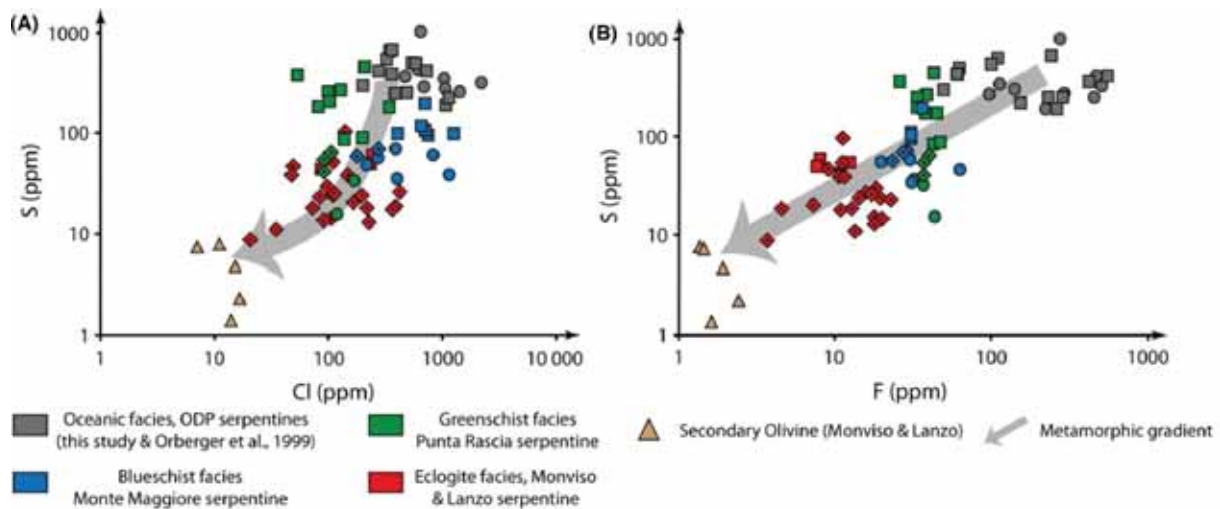 (A)
1000
100
10
1
S (ppm)
1
10
100
1000
10 000
Cl (ppm)
(B)
1000
100
10
1
S (ppm)
1
10
100
1000
F (ppm)
Oceanic facies, ODP serpentines
(this study & Orberger et al., 1999)
Blueschist facies
Monte Maggiore serpentine
Greenschist facies
Punta Rascia serpentine
Eclogite facies, Monviso
& Lanzo serpentine
Secondary Olivine (Monviso & Lanzo)
Metamorphic gradient